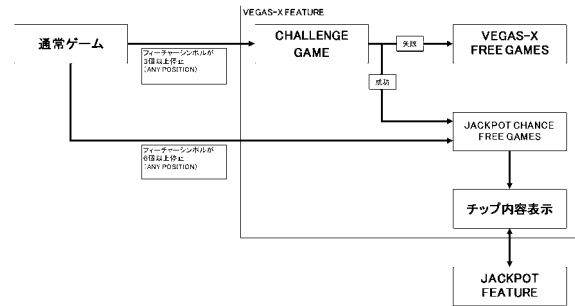 VEGAS-X FEATURE
通常ゲーム
フィーチャーシンボルが
3個以上停止
(ANY POSITION)
CHALLENGE
GAME
失敗
VEGAS-X
FREE GAMES
成功
JACKPOT CHANCE
FREE GAMES
フィーチャーシンボルが
6個以上停止
(ANY POSITION)
チップ内容表示
JACKPOT
FEATURE